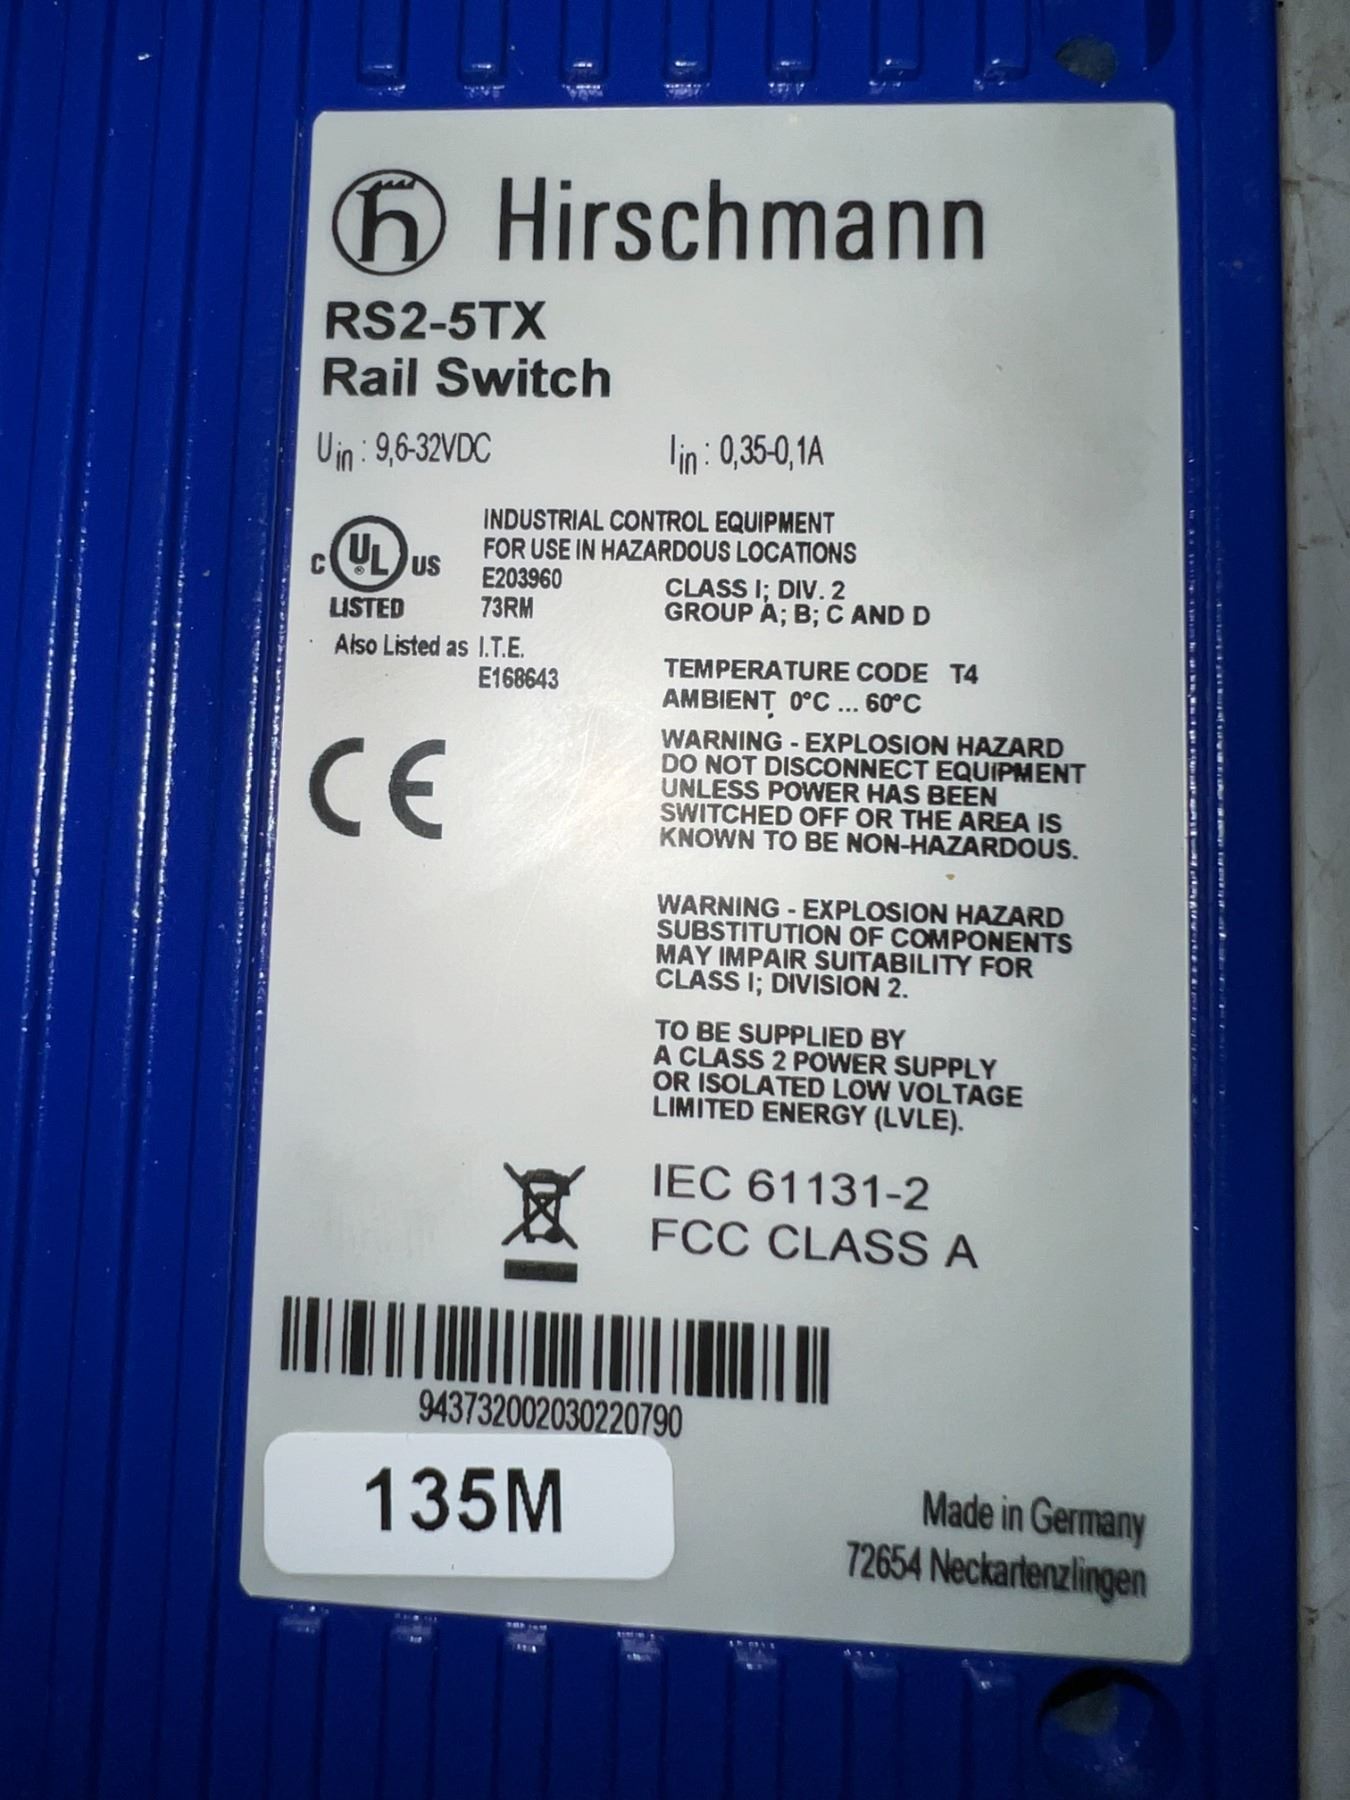 Hirschmann
RS2-5TX
Rail Switch
Uin : 9,6-32VDC
Iin : 0,35-0,1A
C UL ® US
LISTED
INDUSTRIAL CONTROL EQUIPMENT
FOR USE IN HAZARDOUS LOCATIONS
E203960
73RM
CLASS I; DIV. 2
GROUP A; B; C AND D
Also Listed as I.T.E.
E168643
TEMPERATURE CODE T4
AMBIENT 0°C ... 60°C
CE
WARNING - EXPLOSION HAZARD
DO NOT DISCONNECT EQUIPMENT
UNLESS POWER HAS BEEN
SWITCHED OFF OR THE AREA IS
KNOWN TO BE NON-HAZARDOUS.
WARNING - EXPLOSION HAZARD
SUBSTITUTION OF COMPONENTS
MAY IMPAIR SUITABILITY FOR
CLASS I; DIVISION 2.
TO BE SUPPLIED BY
A CLASS 2 POWER SUPPLY
OR ISOLATED LOW VOLTAGE
LIMITED ENERGY (LVLE).
IEC 61131-2
FCC CLASS A
943732002030220790
135M
Made in Germany
72654 Neckartenzlingen